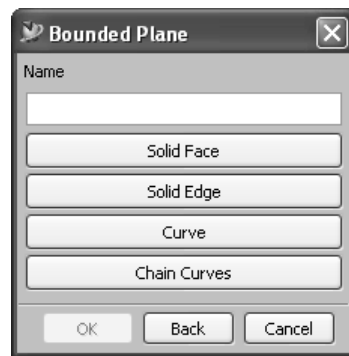 Bounded Plane
Name
Solid Face
Solid Edge
Curve
Chain Curves
OK Back Cancel